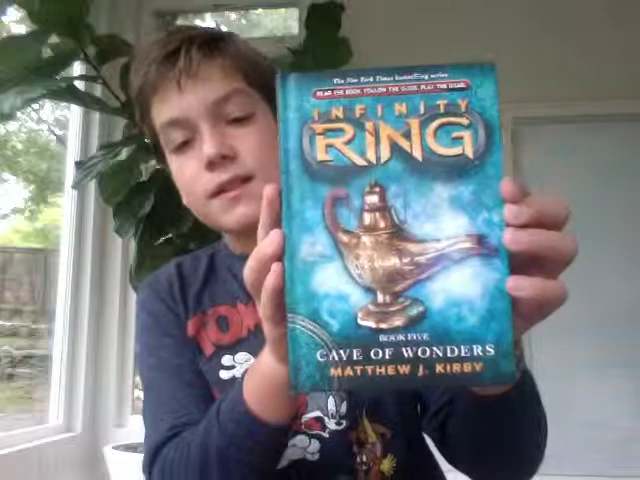 The New York Times bestselling series
READ THE BOOK. FOLLOW THE GUIDE. PLAY THE GAME.
INFINITY
RING
BOOK FIVE
CAVE OF WONDERS
MATTHEW J. KIRBY
TOM